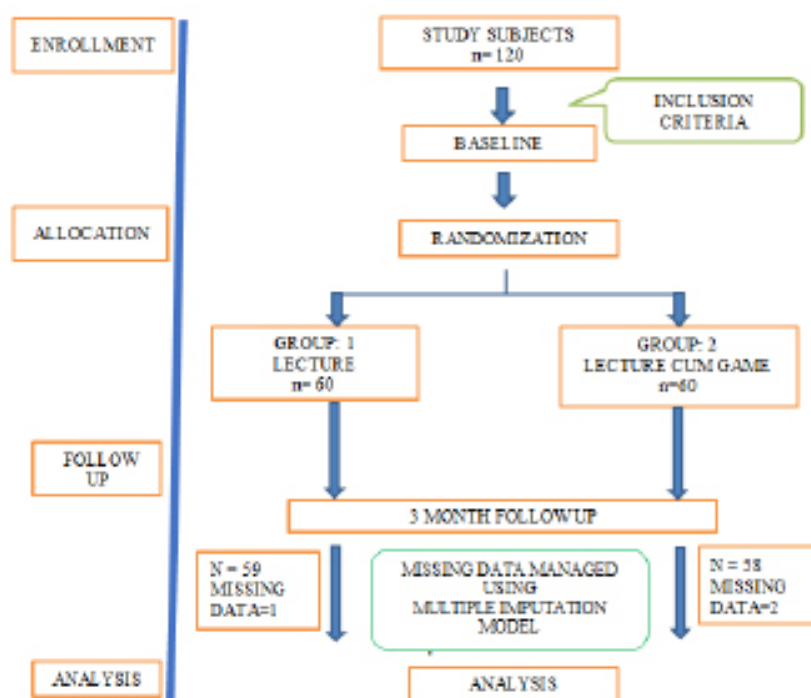 ENROLLMENT
STUDY SUBJECTS
n= 120
INCLUSION
CRITERIA
BASELINE
ALLOCATION
RANDOMIZATION
GROUP: 1
LECTURE
n= 60
GROUP: 2
LECTURE CUM GAME
n=60
FOLLOW
UP
3 MONTH FOLLOWUP
N = 59
MISSING
DATA=1
MISSING DATA MANAGED
USING
MULTIPLE IMPUTATION
MODEL
N = 58
MISSING
DATA=2
ANALYSIS
ANALYSIS